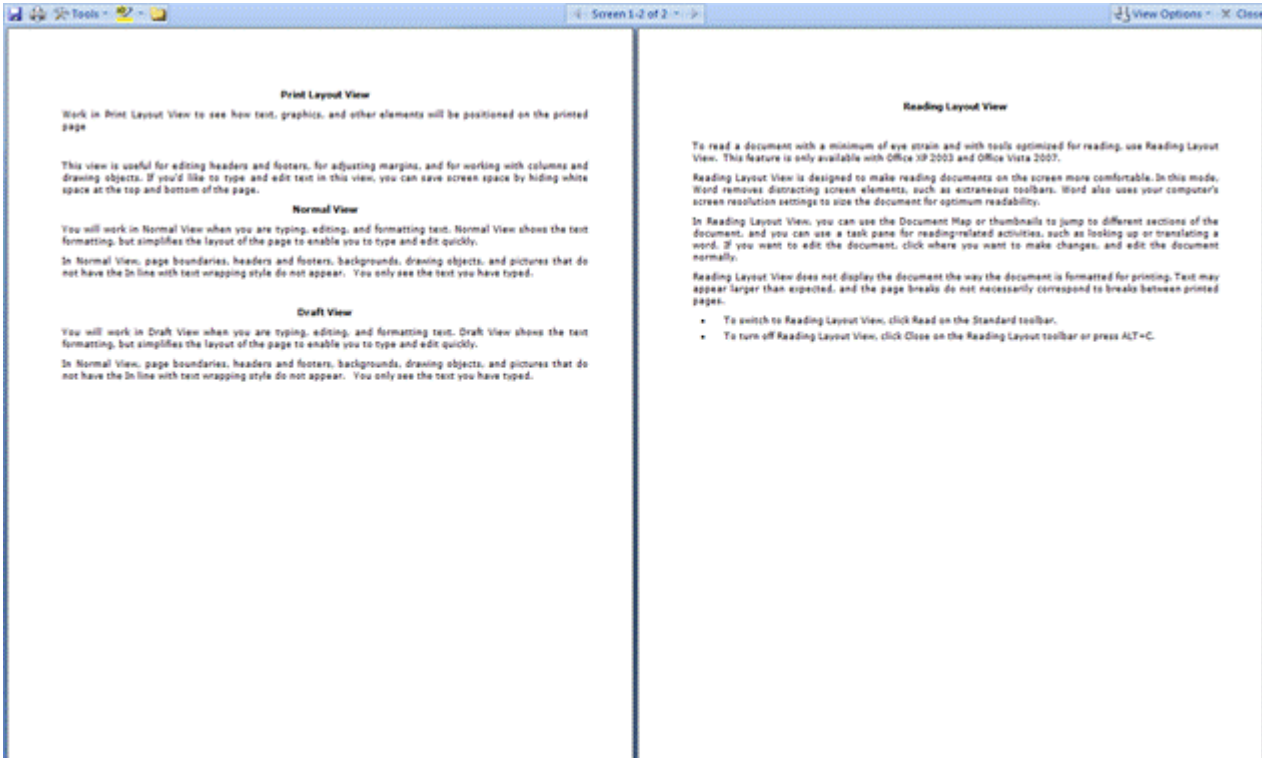 Tools
Screen 1-2 of 2
View Options
Close
Print Layout View
Work in Print Layout View to see how text, graphics, and other elements will be positioned on the printed
page
This view is useful for editing headers and footers, for adjusting margins, and for working with columns and
drawing objects. If you'd like to type and edit text in this view, you can save screen space by hiding white
space at the top and bottom of the page.
Normal View
You will work in Normal View when you are typing, editing, and formatting text. Normal View shows the text
formatting, but simplifies the layout of the page to enable you to type and edit quickly.
In Normal View, page boundaries, headers and footers, backgrounds, drawing objects, and pictures that do
not have the In line with text wrapping style do not appear. You only see the text you have typed.
Draft View
You will work in Draft View when you are typing, editing, and formatting text. Draft View shows the text
formatting, but simplifies the layout of the page to enable you to type and edit quickly.
In Normal View, page boundaries, headers and footers, backgrounds, drawing objects, and pictures that do
not have the In line with text wrapping style do not appear. You only see the text you have typed.
Reading Layout View
To read a document with a minimum of eye strain and with tools optimized for reading, use Reading Layout
View. This feature is only available with Office XP 2003 and Office Vista 2007.
Reading Layout View is designed to make reading documents on the screen more comfortable. In this mode,
Word removes distracting screen elements, such as extraneous toolbars. Word also uses your computer's
screen resolution settings to size the document for optimum readability.
In Reading Layout View, you can use the Document Map or thumbnails to jump to different sections of the
document, and you can use a task pane for reading-related activities, such as looking up or translating a
word. If you want to edit the document, click where you want to make changes, and edit the document
normally.
Reading Layout View does not display the document the way the document is formatted for printing. Text may
appear larger than expected, and the page breaks do not necessarily correspond to breaks between printed
pages.
• To switch to Reading Layout View, click Read on the Standard toolbar.
• To turn off Reading Layout View, click Close on the Reading Layout toolbar or press ALT+C.